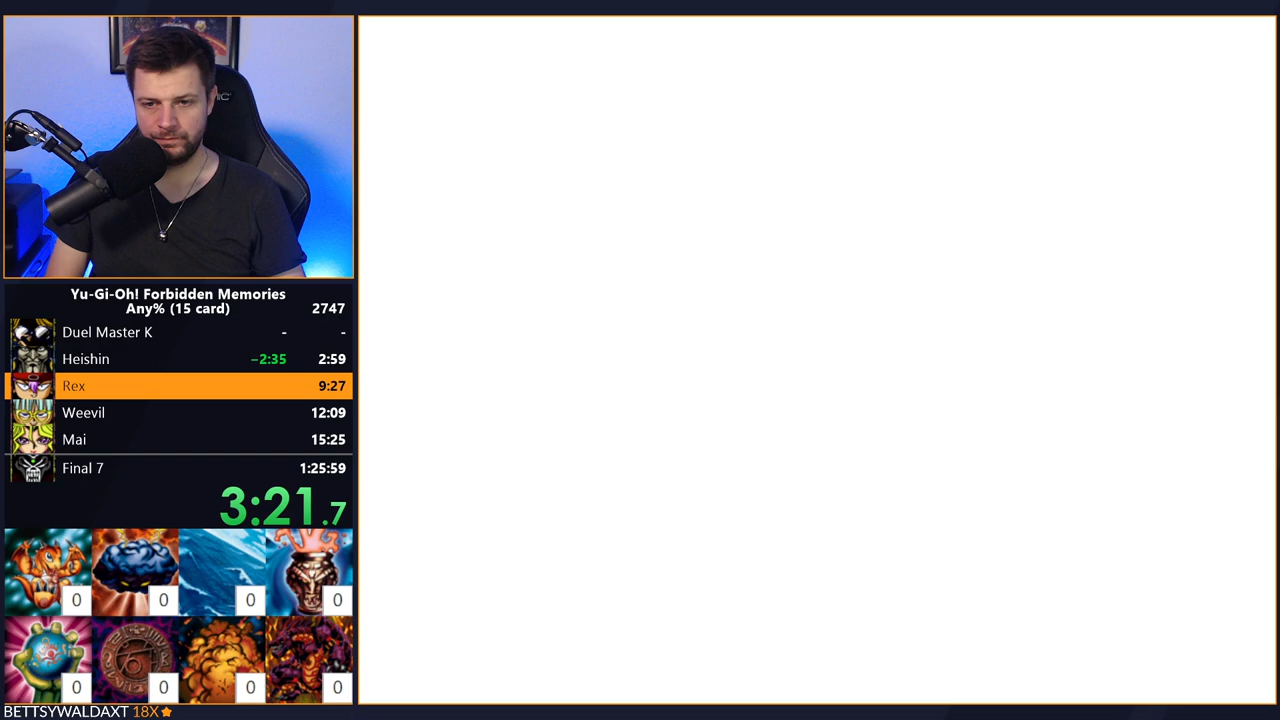 Yu-Gi-Oh! Forbidden Memories
Any% (15 card) 2747
Duel Master K - -
Heishin −2:35 2:59
Rex 9:27
Weevil 12:09
Mai 15:25
Final 7 1:25:59
3:21.7
0 0 0 0
0 0 0 0
BETTSYWALDAXT 18X